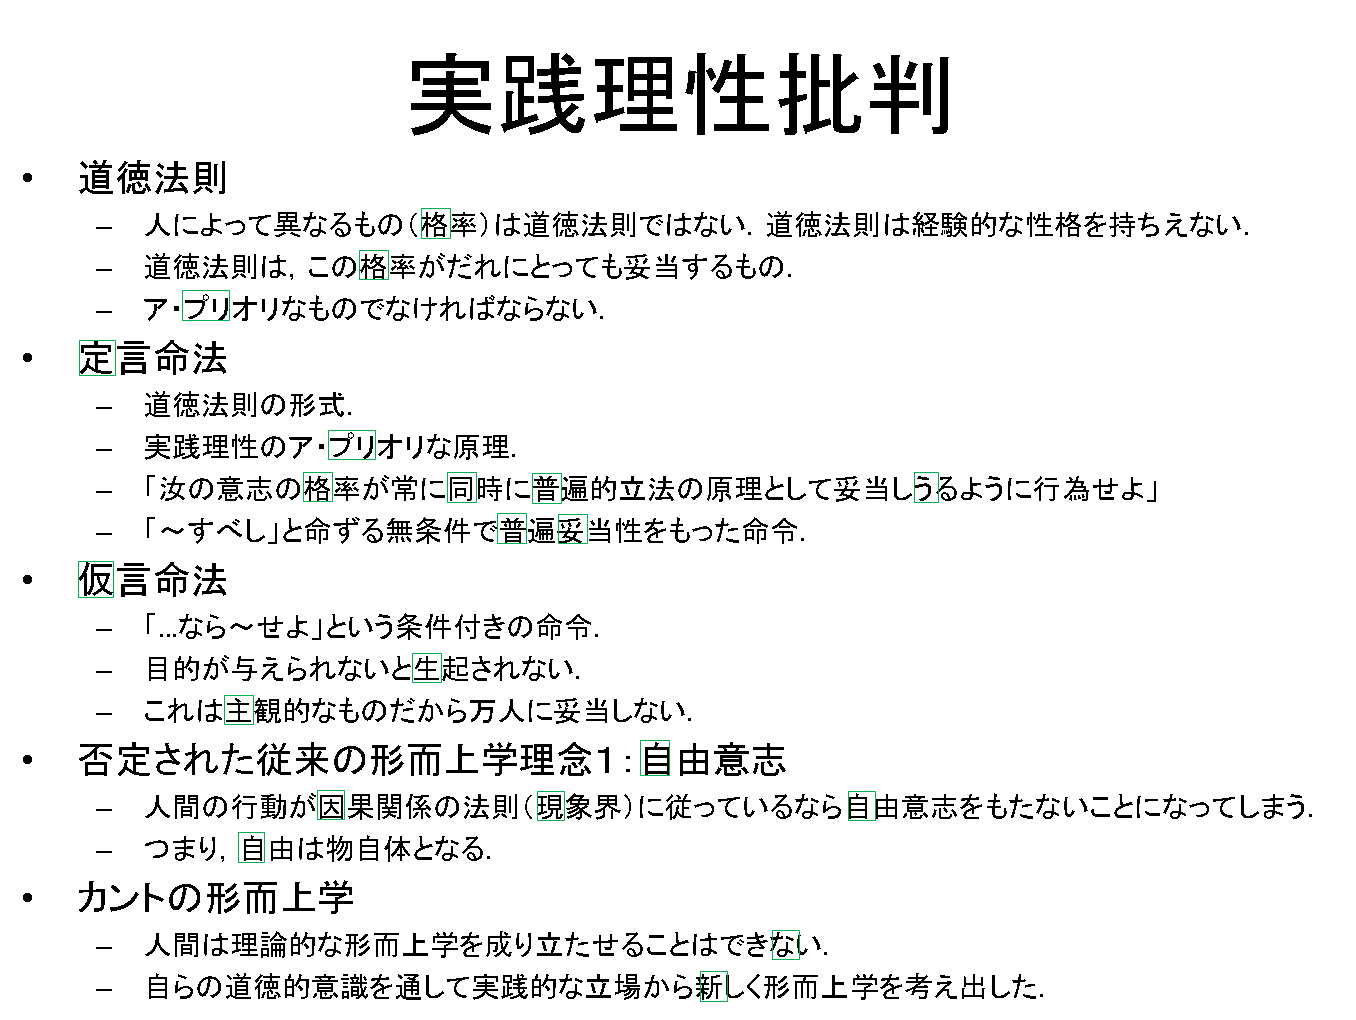 実践理性批判
• 道徳法則
– 人によって異なるもの（格率）は道徳法則ではない．道徳法則は経験的な性格を持ちえない．
– 道徳法則は，この格率がだれにとっても妥当するもの．
– ア・プリオリなものでなければならない．
• 定言命法
– 道徳法則の形式．
– 実践理性のア・プリオリな原理．
– 「汝の意志の格率が常に同時に普遍的立法の原理として妥当しうるように行為せよ」
– 「～すべし」と命ずる無条件で普遍妥当性をもった命令．
• 仮言命法
– 「…なら～せよ」という条件付きの命令．
– 目的が与えられないと生起されない．
– これは主観的なものだから万人に妥当しない．
• 否定された従来の形而上学理念１：自由意志
– 人間の行動が因果関係の法則（現象界）に従っているなら自由意志をもたないことになってしまう．
– つまり，自由は物自体となる．
• カントの形而上学
– 人間は理論的な形而上学を成り立たせることはできない．
– 自らの道徳的意識を通して実践的な立場から新しく形而上学を考え出した．